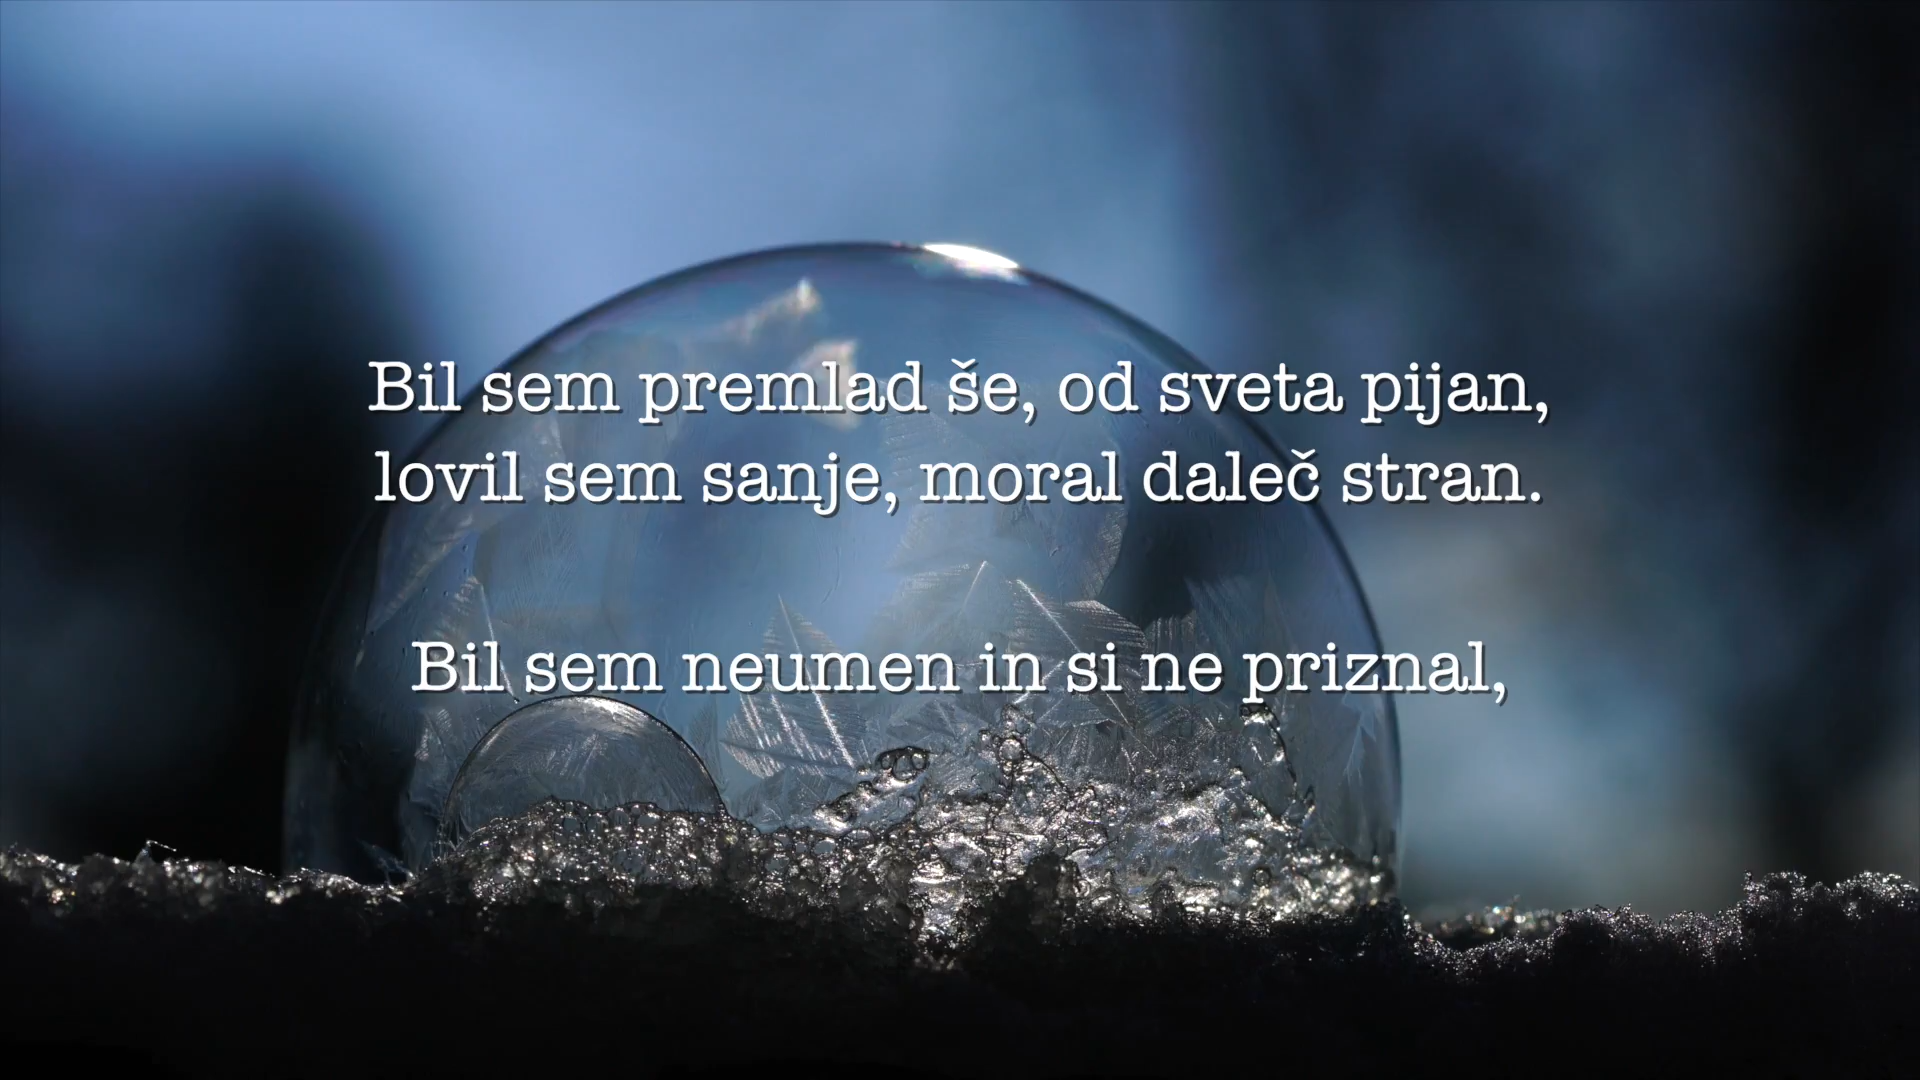 Bil sem premlad še, od sveta pijan,
lovil sem sanje, moral daleč stran.
Bil sem neumen in si ne priznal,